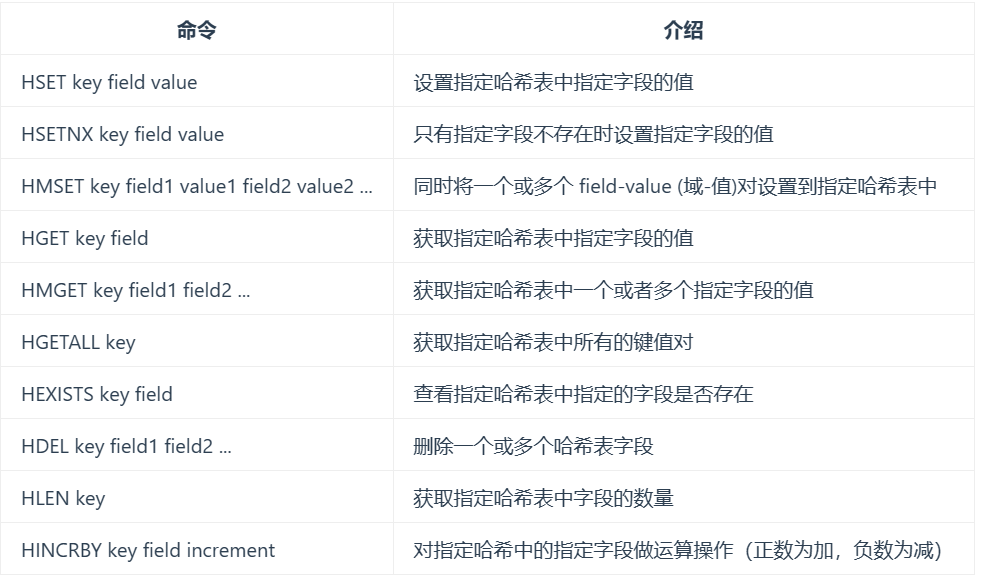 命令 介绍
HSET key field value 设置指定哈希表中指定字段的值
HSETNX key field value 只有指定字段不存在时设置指定字段的值
HMSET key field1 value1 field2 value2 ... 同时将一个或多个 field-value (域-值)对设置到指定哈希表中
HGET key field 获取指定哈希表中指定字段的值
HMGET key field1 field2 ... 获取指定哈希表中一个或者多个指定字段的值
HGETALL key 获取指定哈希表中所有的键值对
HEXISTS key field 查看指定哈希表中指定的字段是否存在
HDEL key field1 field2 ... 删除一个或多个哈希表字段
HLEN key 获取指定哈希表中字段的数量
HINCRBY key field increment 对指定哈希中的指定字段做运算操作（正数为加，负数为减）